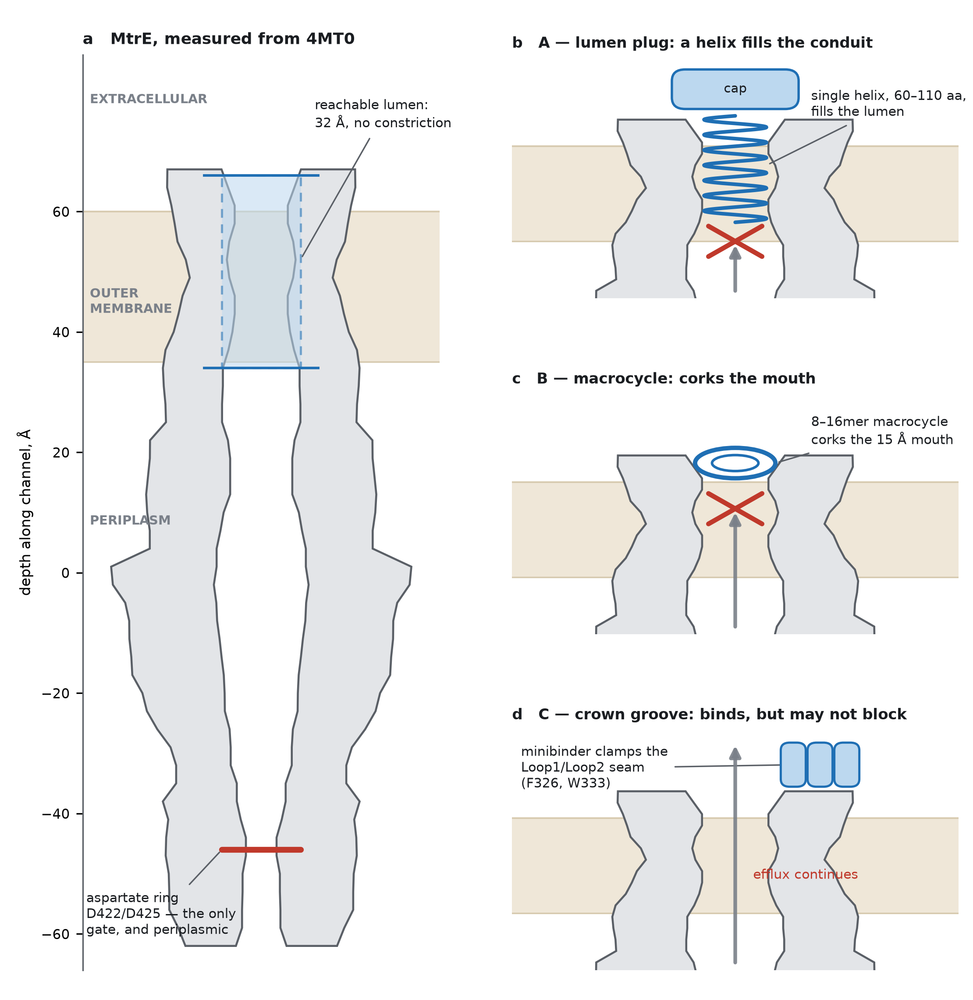 a MtrE, measured from 4MT0
EXTRACELLULAR
reachable lumen:
32 Å, no constriction
60
OUTER
MEMBRANE
40
depth along channel, Å
20
PERIPLASM
0
−20
−40
aspartate ring
D422/D425 — the only
gate, and periplasmic
−60
b A — lumen plug: a helix fills the conduit
cap
single helix, 60–110 aa,
fills the lumen
c B — macrocycle: corks the mouth
8–16mer macrocycle
corks the 15 Å mouth
d C — crown groove: binds, but may not block
minibinder clamps the
Loop1/Loop2 seam
(F326, W333)
efflux continues